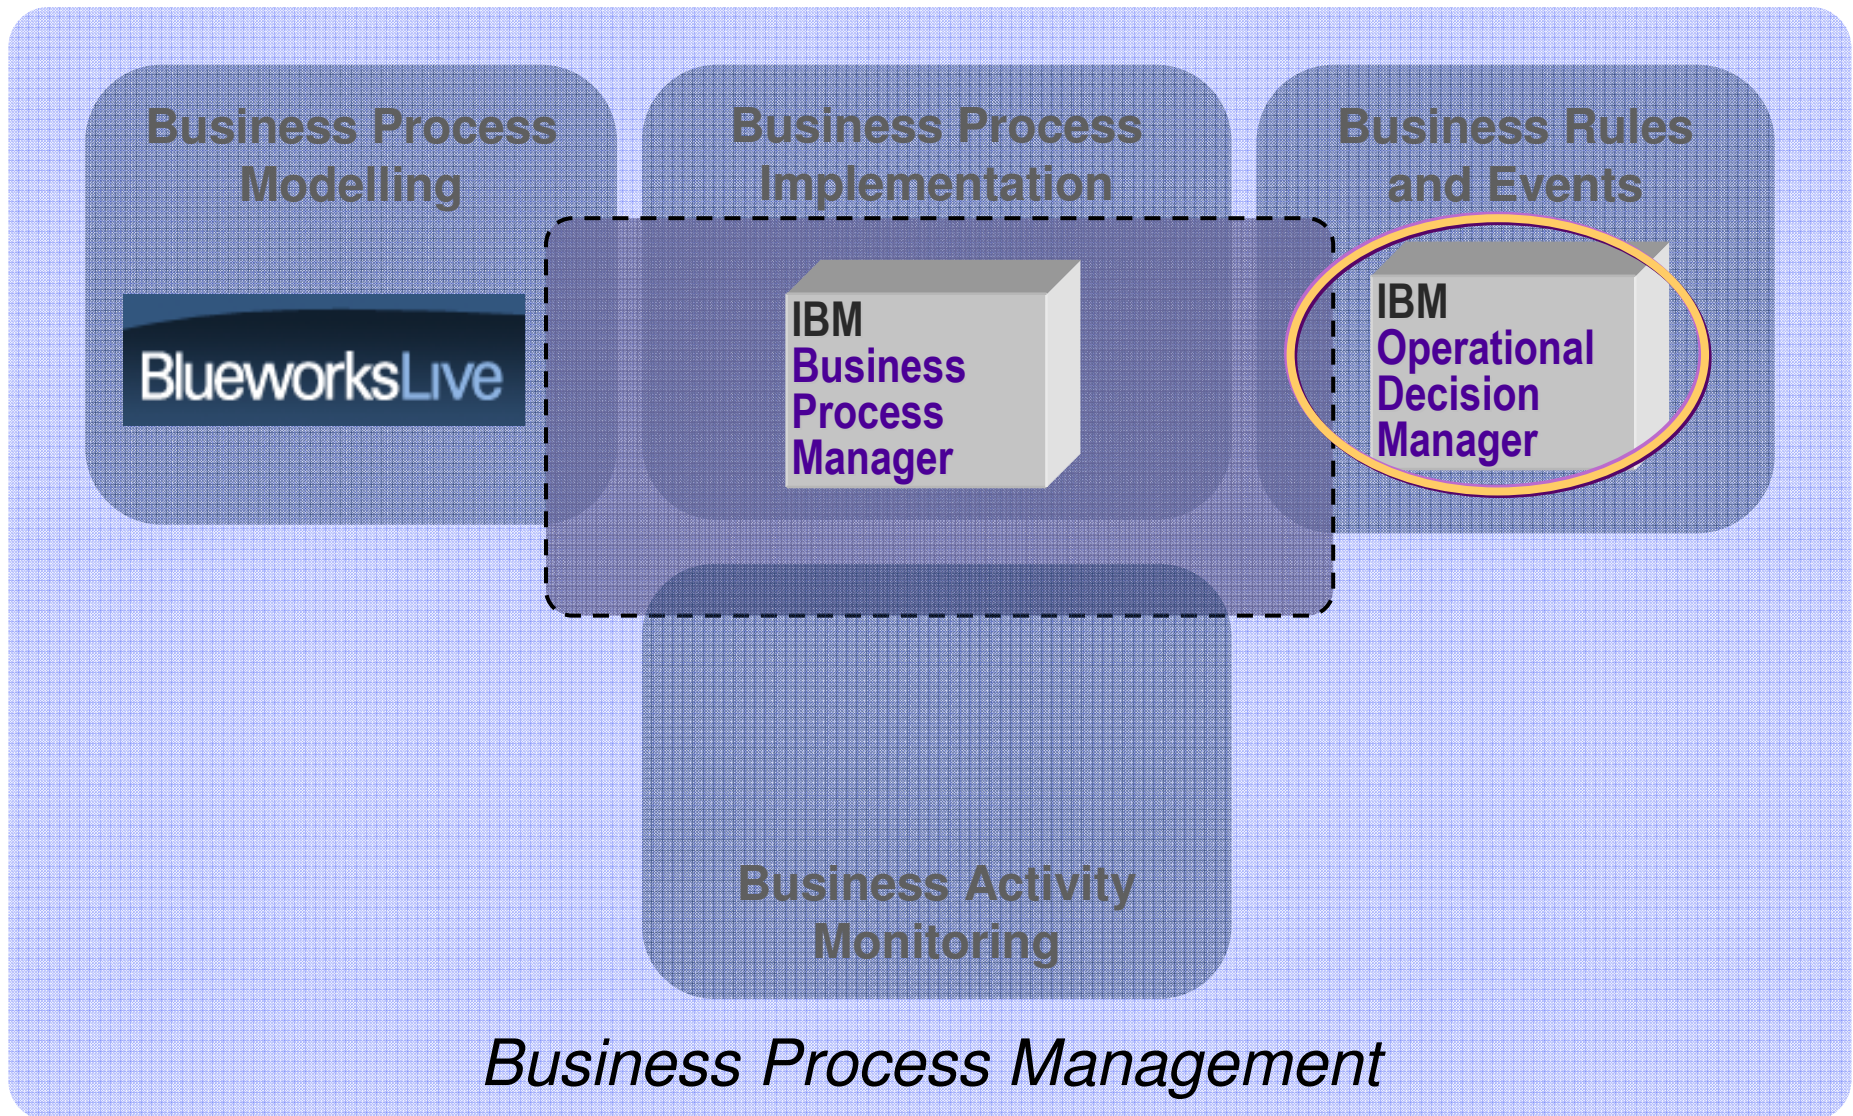 Business Process
Modelling
Business Process
Implementation
Business Rules
and Events
BlueworksLive
IBM
Business
Process
Manager
IBM
Operational
Decision
Manager
Business Activity
Monitoring
Business Process Management